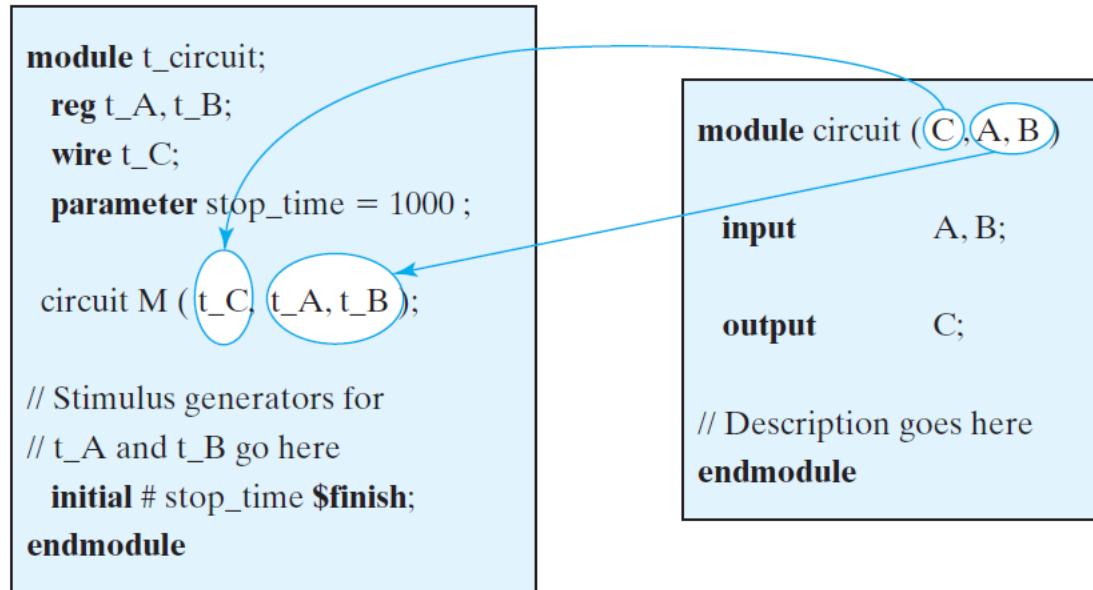 module t_circuit;
reg t_A, t_B;
wire t_C;
parameter stop_time = 1000 ;
circuit M ( t_C, t_A, t_B );
// Stimulus generators for
// t_A and t_B go here
initial # stop_time $finish;
endmodule
module circuit ( C , A, B )
input A, B;
output C;
// Description goes here
endmodule